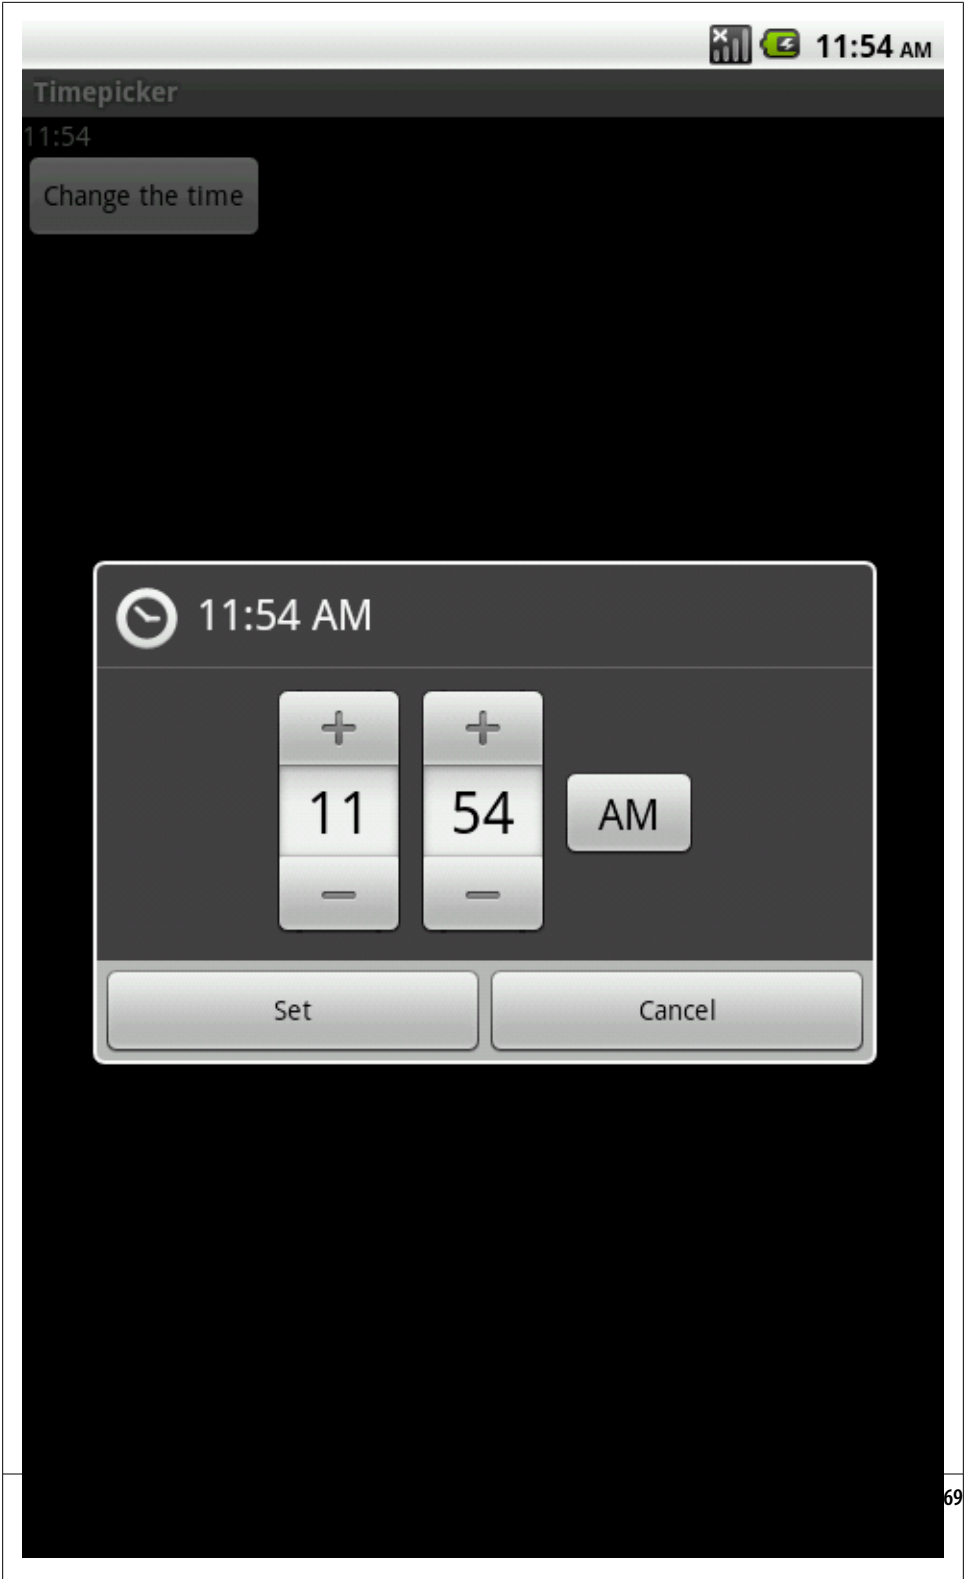 11:54 AM
Timepicker
11:54
Change the time
11:54 AM
+ +
11 54 AM
− −
Set Cancel
69